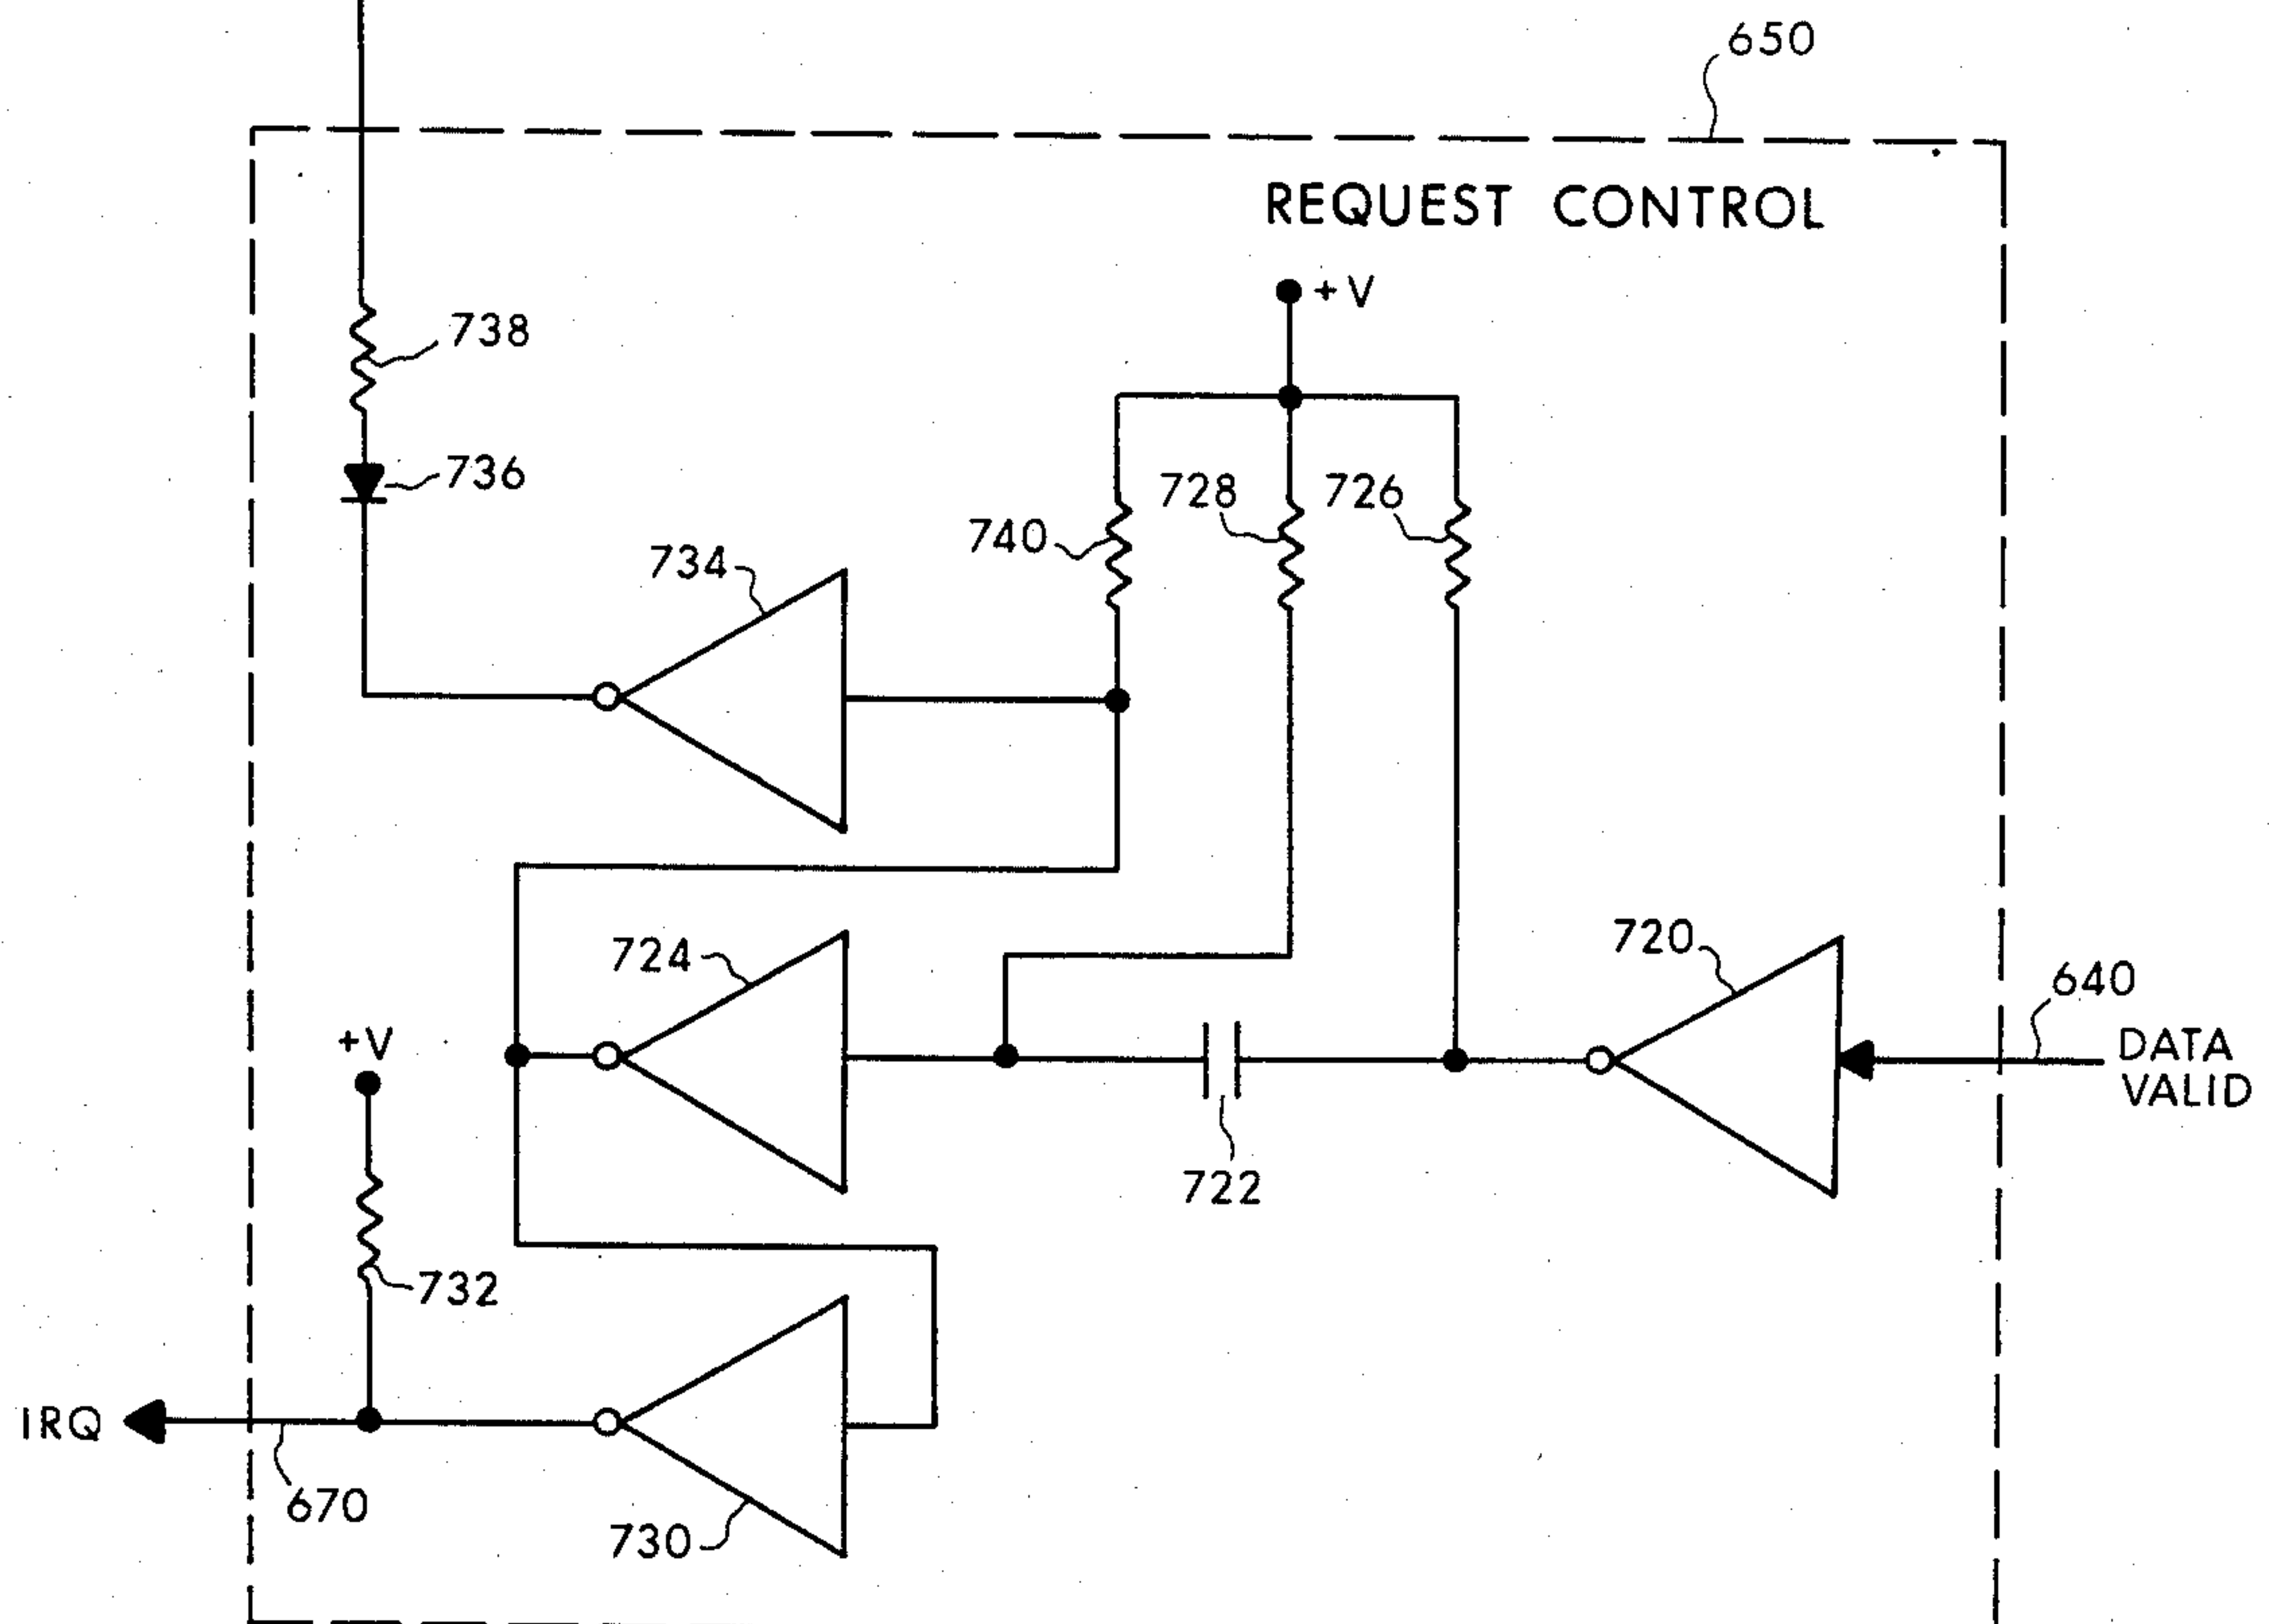 650
REQUEST CONTROL
+V
738
736
728
726
740
734
720
724
640
DATA
VALID
+V
722
732
IRQ
670
730